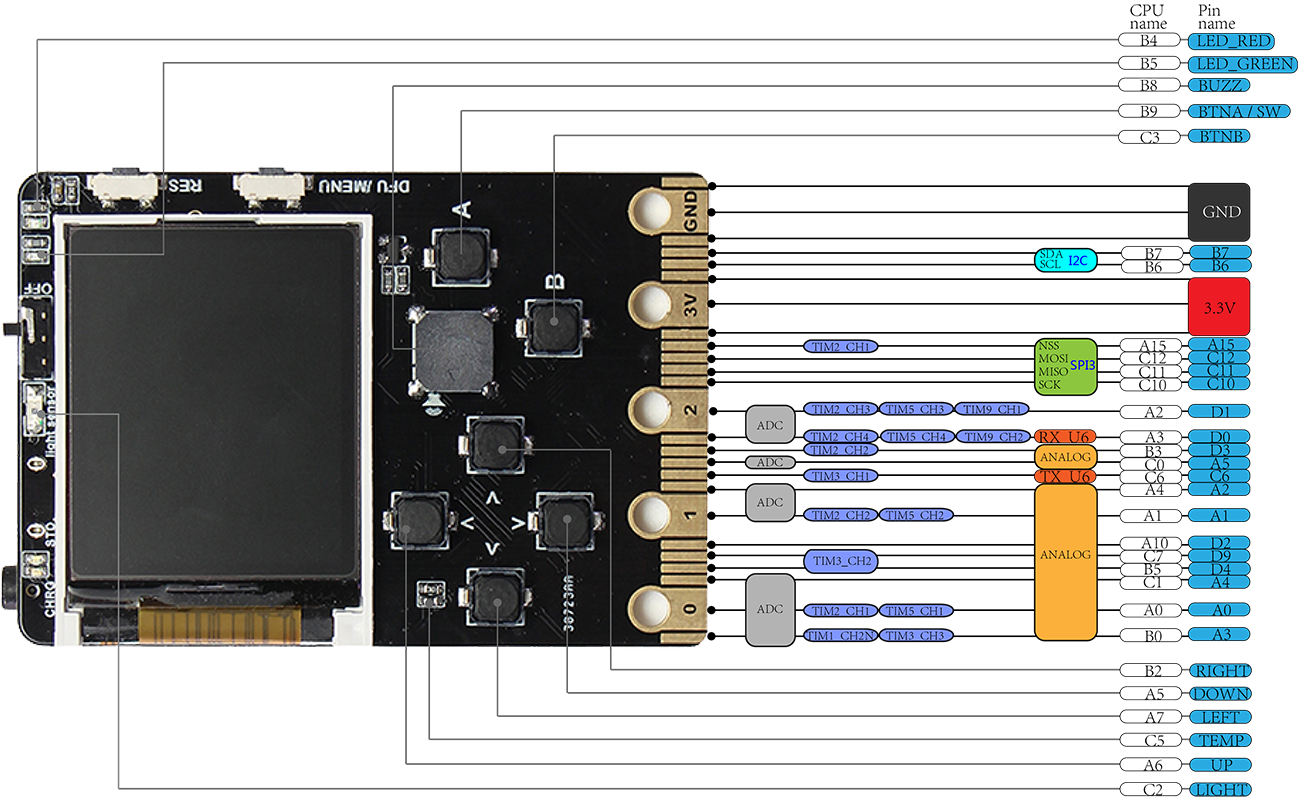 CPU name Pin name
B4 LED_RED
B5 LED_GREEN
B8 BUZZ
B9 BTNA / SW
C3 BTNB
RES DFU/MENU
A
B
OFF
light sensor
STO
CHRG
38723AA
GND
3V
2
1
0
GND
SDA I2C B7 B7
SCL B6 B6
3.3V
TIM2_CH1 NSS A15 A15
MOSI SPI3 C12 C12
MISO C11 C11
SCK C10 C10
ADC TIM2_CH3 TIM5_CH3 TIM9_CH1 A2 D1
TIM2_CH4 TIM5_CH4 TIM9_CH2 RX_U6 A3 D0
TIM2_CH2 ANALOG B3 D3
ADC C0 A5
TIM3_CH1 TX_U6 C6 C6
ADC A4 A2
TIM2_CH2 TIM5_CH2 A1 A1
A10 D2
TIM3_CH2 ANALOG C7 D9
B5 D4
C1 A4
ADC TIM2_CH1 TIM5_CH1 A0 A0
TIM1_CH2N TIM3_CH3 B0 A3
B2 RIGHT
A5 DOWN
A7 LEFT
C5 TEMP
A6 UP
C2 LIGHT